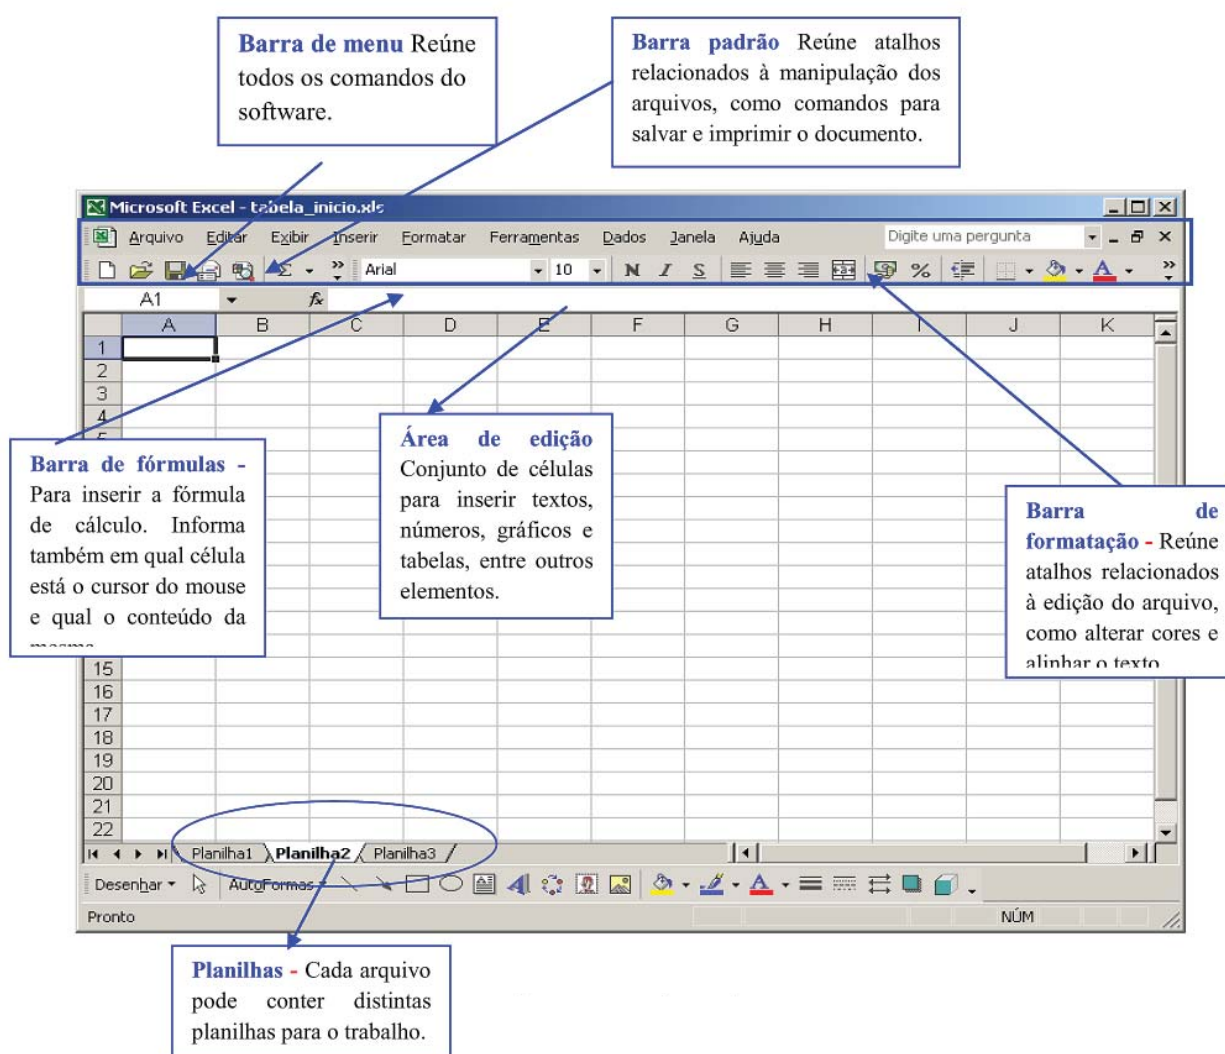 Barra de menu Reúne
todos os comandos do
software.
Barra padrão Reúne atalhos
relacionados à manipulação dos
arquivos, como comandos para
salvar e imprimir o documento.
Microsoft Excel - tabela_inicio.xls
Arquivo Editar Exibir Inserir Formatar Ferramentas Dados Janela Ajuda Digite uma pergunta
Σ Arial 10 N I S % A
A1 fx
A B C D E F G H I J K
1
2
3
4
5
Barra de fórmulas -
Para inserir a fórmula
de cálculo. Informa
também em qual célula
está o cursor do mouse
e qual o conteúdo da
mesma
Área de edição
Conjunto de células
para inserir textos,
números, gráficos e
tabelas, entre outros
elementos.
Barra de
formatação - Reúne
atalhos relacionados
à edição do arquivo,
como alterar cores e
alinhar o texto
15
16
17
18
19
20
21
22
Planilha1 Planilha2 Planilha3
Desenhar AutoFormas A A
Pronto NÚM
Planilhas - Cada arquivo
pode conter distintas
planilhas para o trabalho.